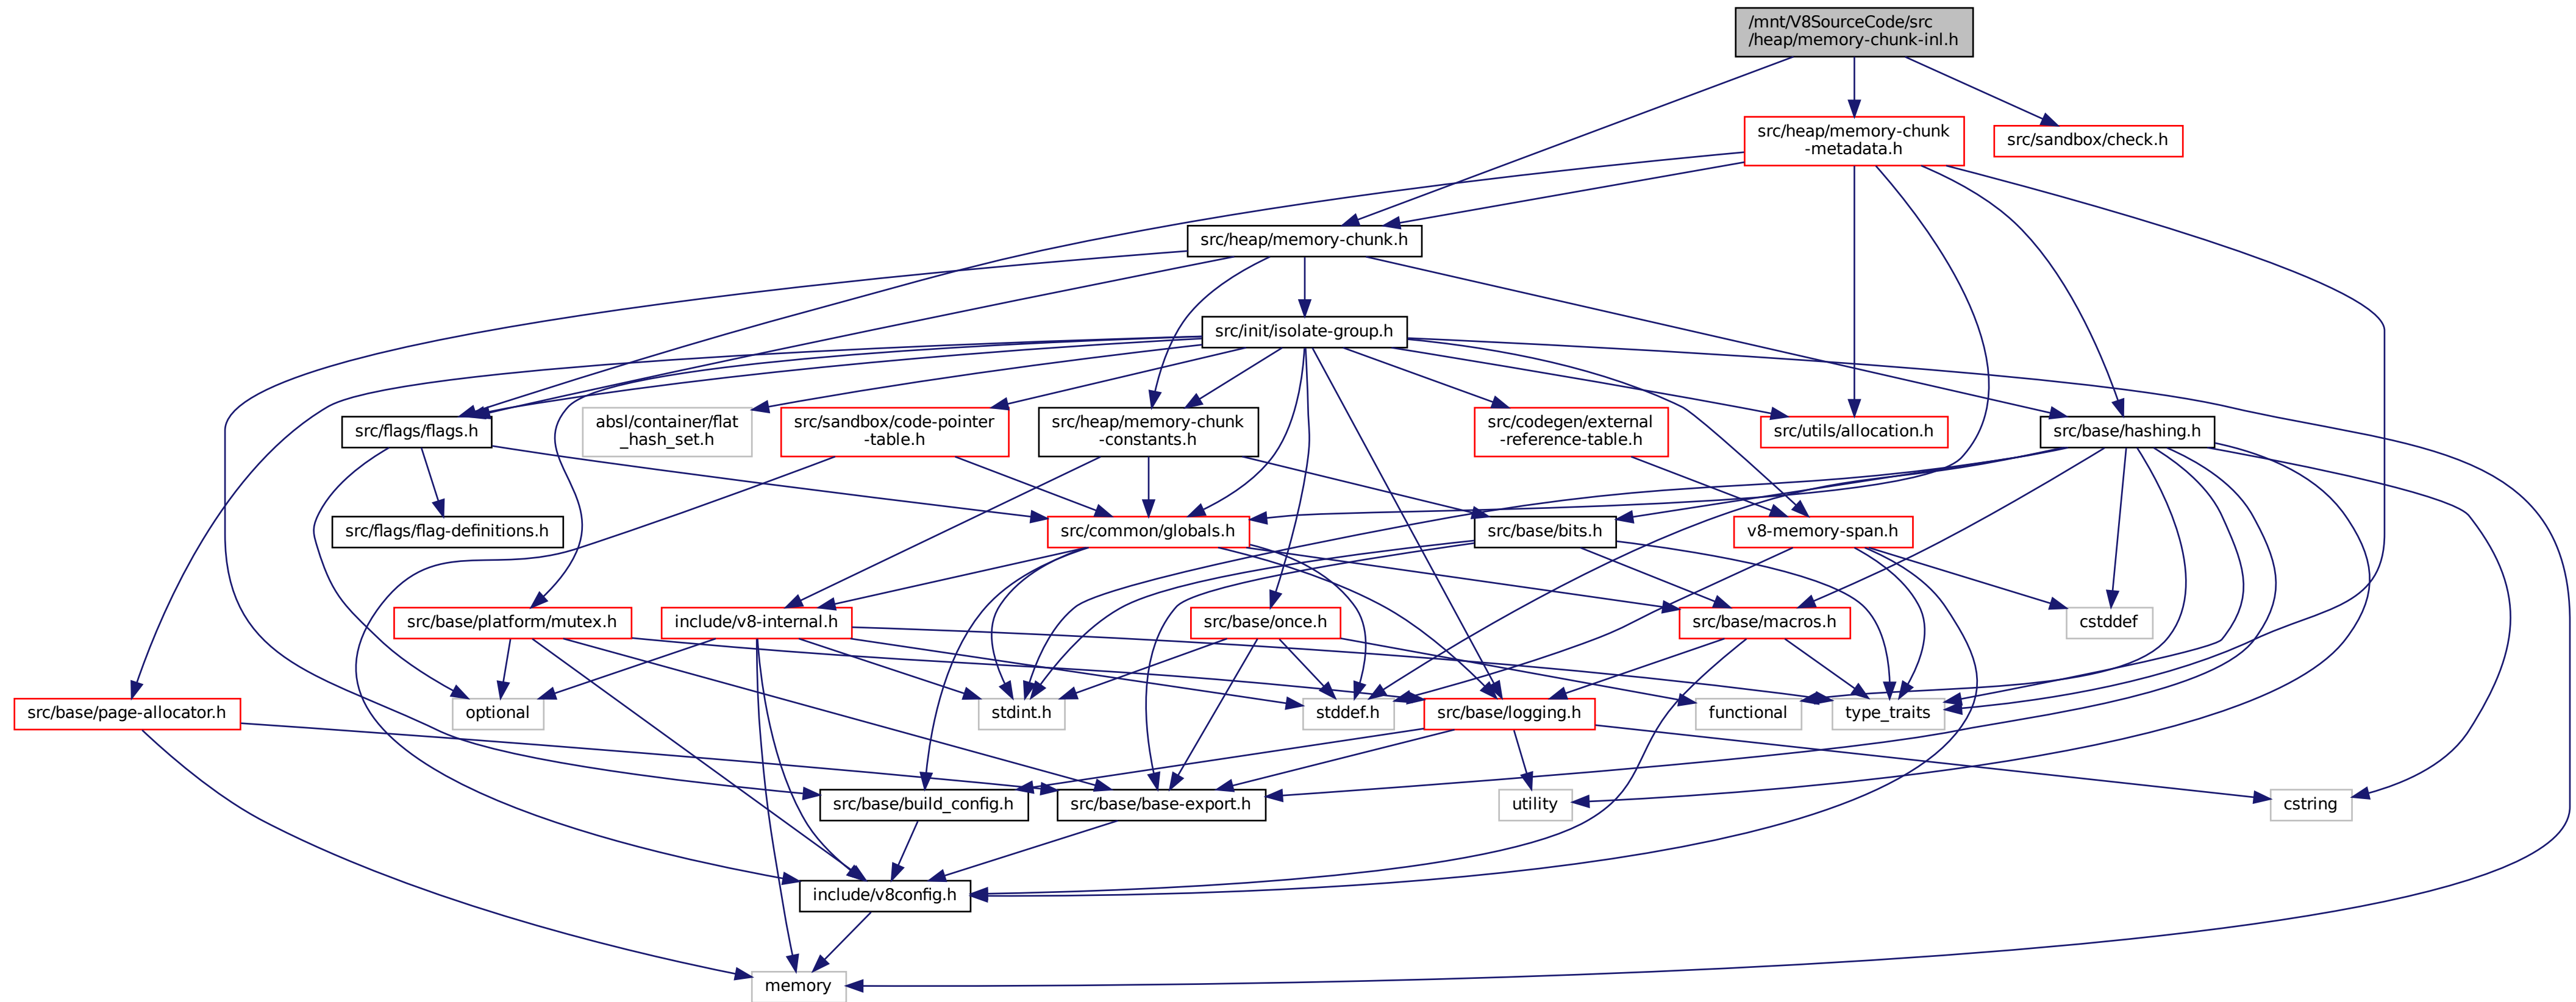 /mnt/V8SourceCode/src
/heap/memory-chunk-inl.h
src/heap/memory-chunk
-metadata.h
src/sandbox/check.h
src/heap/memory-chunk.h
src/init/isolate-group.h
src/flags/flags.h
absl/container/flat
_hash_set.h
src/sandbox/code-pointer
-table.h
src/heap/memory-chunk
-constants.h
src/codegen/external
-reference-table.h
src/utils/allocation.h
src/base/hashing.h
src/flags/flag-definitions.h
src/common/globals.h
src/base/bits.h
v8-memory-span.h
src/base/platform/mutex.h
include/v8-internal.h
src/base/once.h
src/base/macros.h
cstddef
src/base/page-allocator.h
optional
stdint.h
stddef.h
src/base/logging.h
functional
type_traits
src/base/build_config.h
src/base/base-export.h
utility
cstring
include/v8config.h
memory